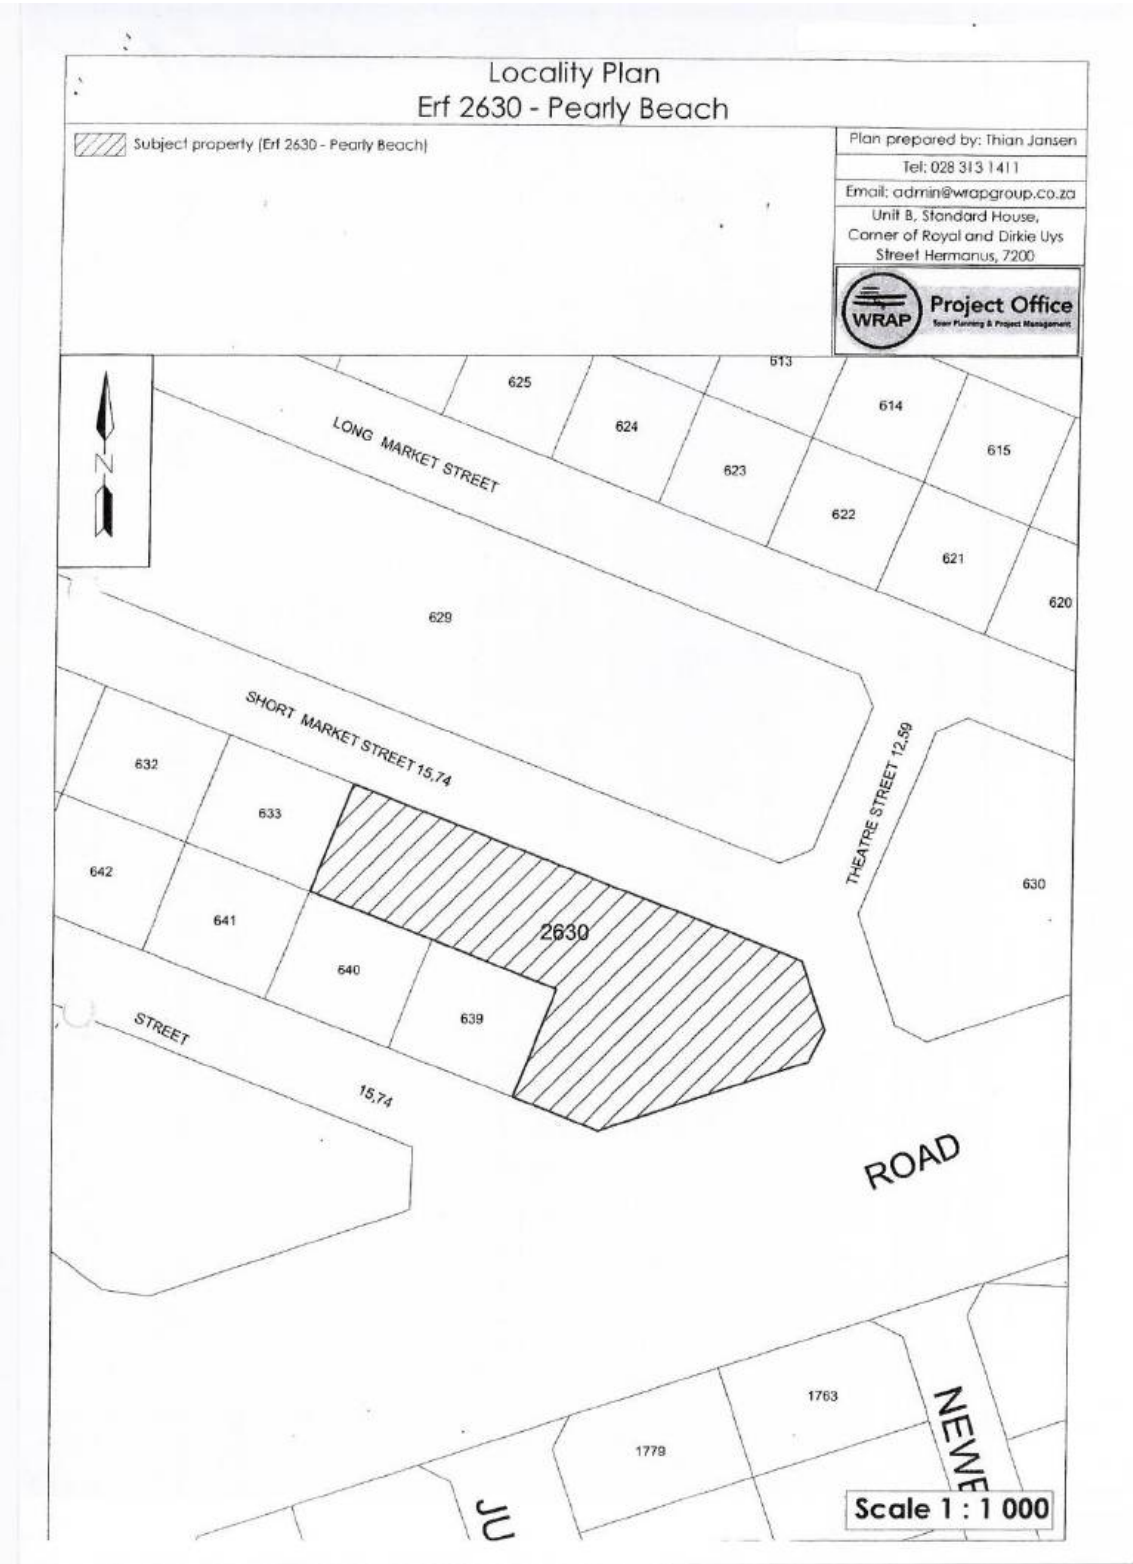 Locality Plan
Erf 2630 - Pearly Beach
Subject property (Erf 2630 - Pearly Beach)
Plan prepared by: Thian Jansen
Tel: 028 313 1411
Email: admin@wrapgroup.co.za
Unit B, Standard House,
Corner of Royal and Dirkie Uys
Street Hermanus, 7200
WRAP
Project Office
Town Planning & Project Management
N
613
625
614
624
615
LONG MARKET STREET
623
622
621
620
629
SHORT MARKET STREET 15,74
THEATRE STREET 12,59
632
633
642
630
641
2630
640
639
STREET
15,74
ROAD
1763
1779
NEWE
JU
Scale 1 : 1 000